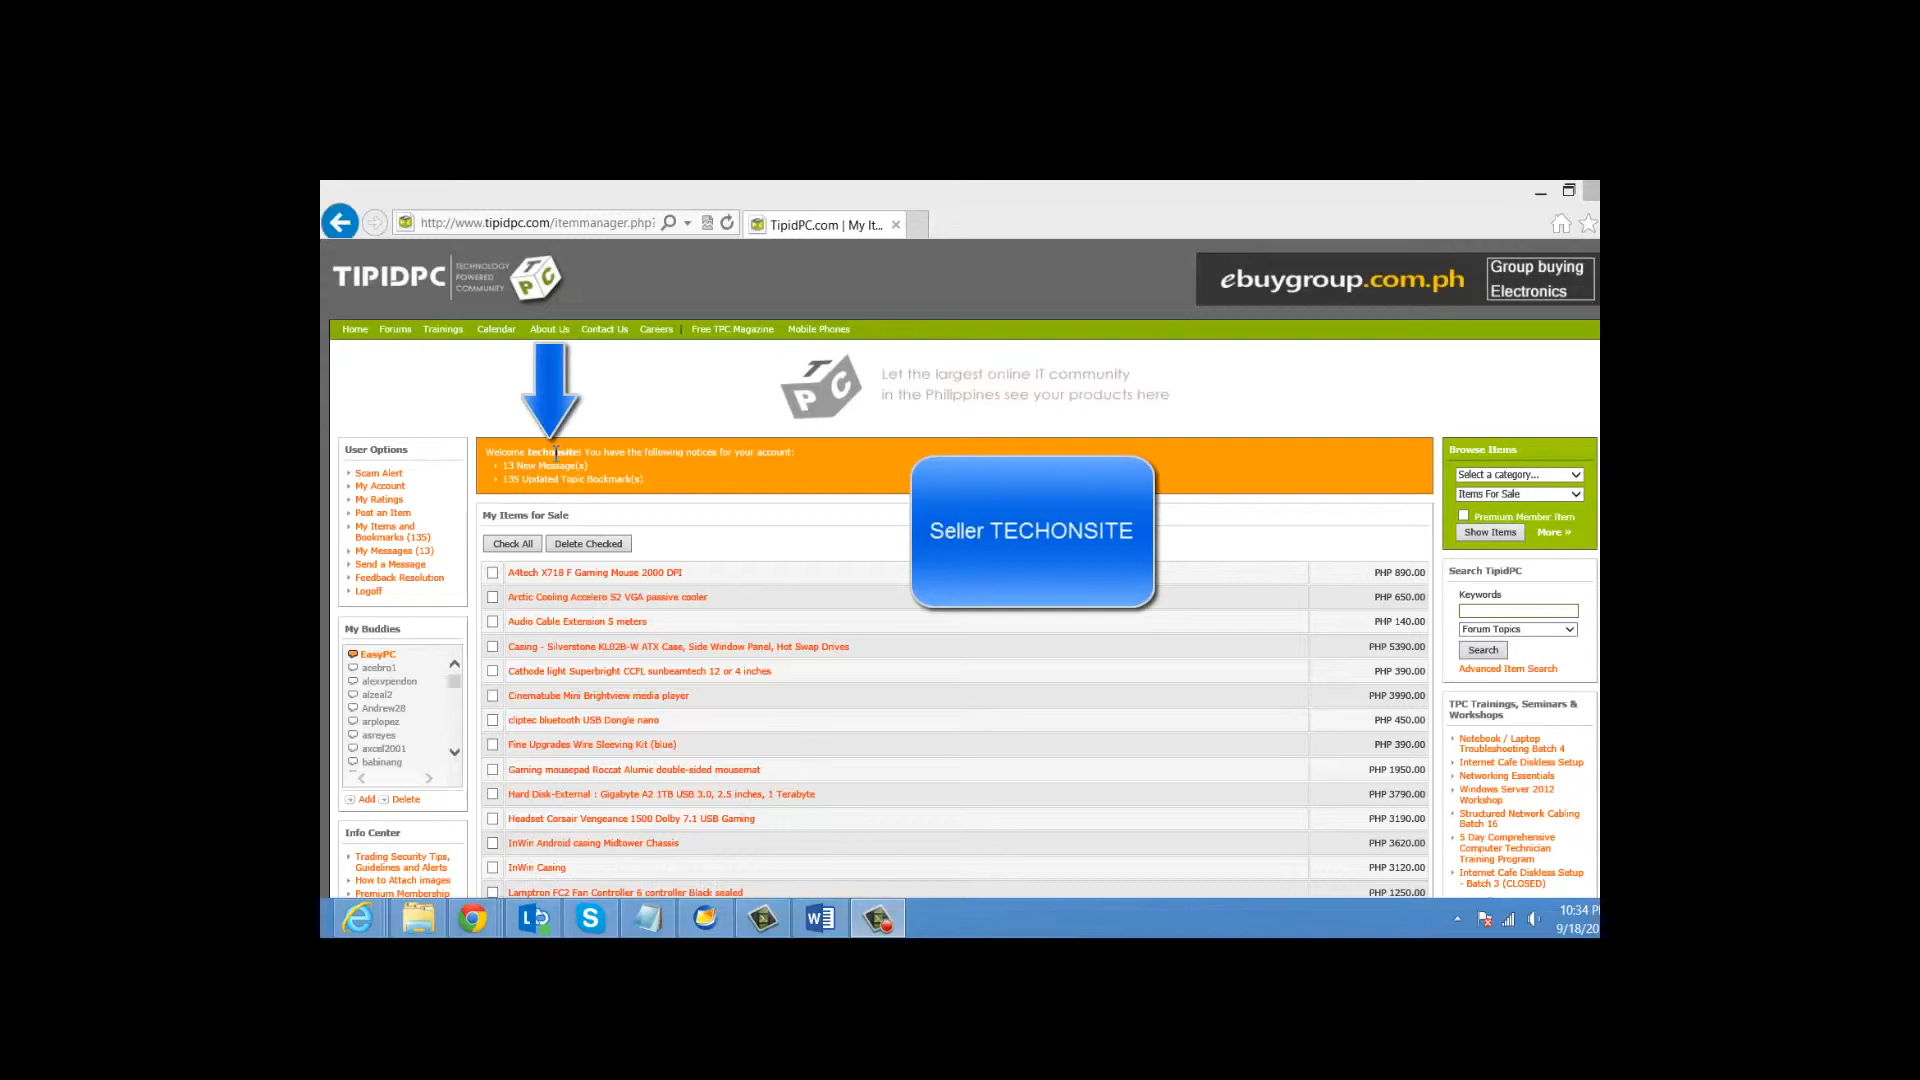 http://www.tipidpc.com/itemmanager.php?
TipidPC.com | My It...
TIPIDPC
TECHNOLOGY
POWERED
COMMUNITY
T
P C
ebuygroup.com.ph
Group buying
Electronics
Home Forums Trainings Calendar About Us Contact Us Careers | Free TPC Magazine Mobile Phones
T
P C
Let the largest online IT community
in the Philippines see your products here
User Options
Scam Alert
My Account
My Ratings
Post an Item
My Items and
Bookmarks (135)
My Messages (13)
Send a Message
Feedback Resolution
Logoff
My Buddies
EasyPC
acebro1
alexvpendon
alzeal2
Andrew28
arplopez
asreyes
axcel2001
babinang
Add Delete
Info Center
Trading Security Tips,
Guidelines and Alerts
How to Attach images
Premium Membership
Welcome techonsite! You have the following notices for your account:
13 New Message(s)
135 Updated Topic Bookmark(s)
Seller TECHONSITE
My Items for Sale
Check All Delete Checked
A4tech X718 F Gaming Mouse 2000 DPI PHP 890.00
Arctic Cooling Accelero S2 VGA passive cooler PHP 650.00
Audio Cable Extension 5 meters PHP 140.00
Casing - Silverstone KL02B-W ATX Case, Side Window Panel, Hot Swap Drives PHP 5390.00
Cathode light Superbright CCFL sunbeamtech 12 or 4 inches PHP 390.00
Cinematube Mini Brightview media player PHP 3990.00
cliptec bluetooth USB Dongle nano PHP 450.00
Fine Upgrades Wire Sleeving Kit (blue) PHP 390.00
Gaming mousepad Roccat Alumic double-sided mousemat PHP 1950.00
Hard Disk-External : Gigabyte A2 1TB USB 3.0, 2.5 inches, 1 Terabyte PHP 3790.00
Headset Corsair Vengeance 1500 Dolby 7.1 USB Gaming PHP 3190.00
InWin Android casing Midtower Chassis PHP 3620.00
InWin Casing PHP 3120.00
Lamptron FC2 Fan Controller 6 controller Black sealed PHP 1250.00
Browse Items
Select a category...
Items For Sale
Premium Member Item
Show Items More »
Search TipidPC
Keywords
Forum Topics
Search
Advanced Item Search
TPC Trainings, Seminars &
Workshops
Notebook / Laptop
Troubleshooting Batch 4
Internet Cafe Diskless Setup
Networking Essentials
Windows Server 2012
Workshop
Structured Network Cabling
Batch 16
5 Day Comprehensive
Computer Technician
Training Program
Internet Cafe Diskless Setup
- Batch 3 (CLOSED)
10:34 P
9/18/20